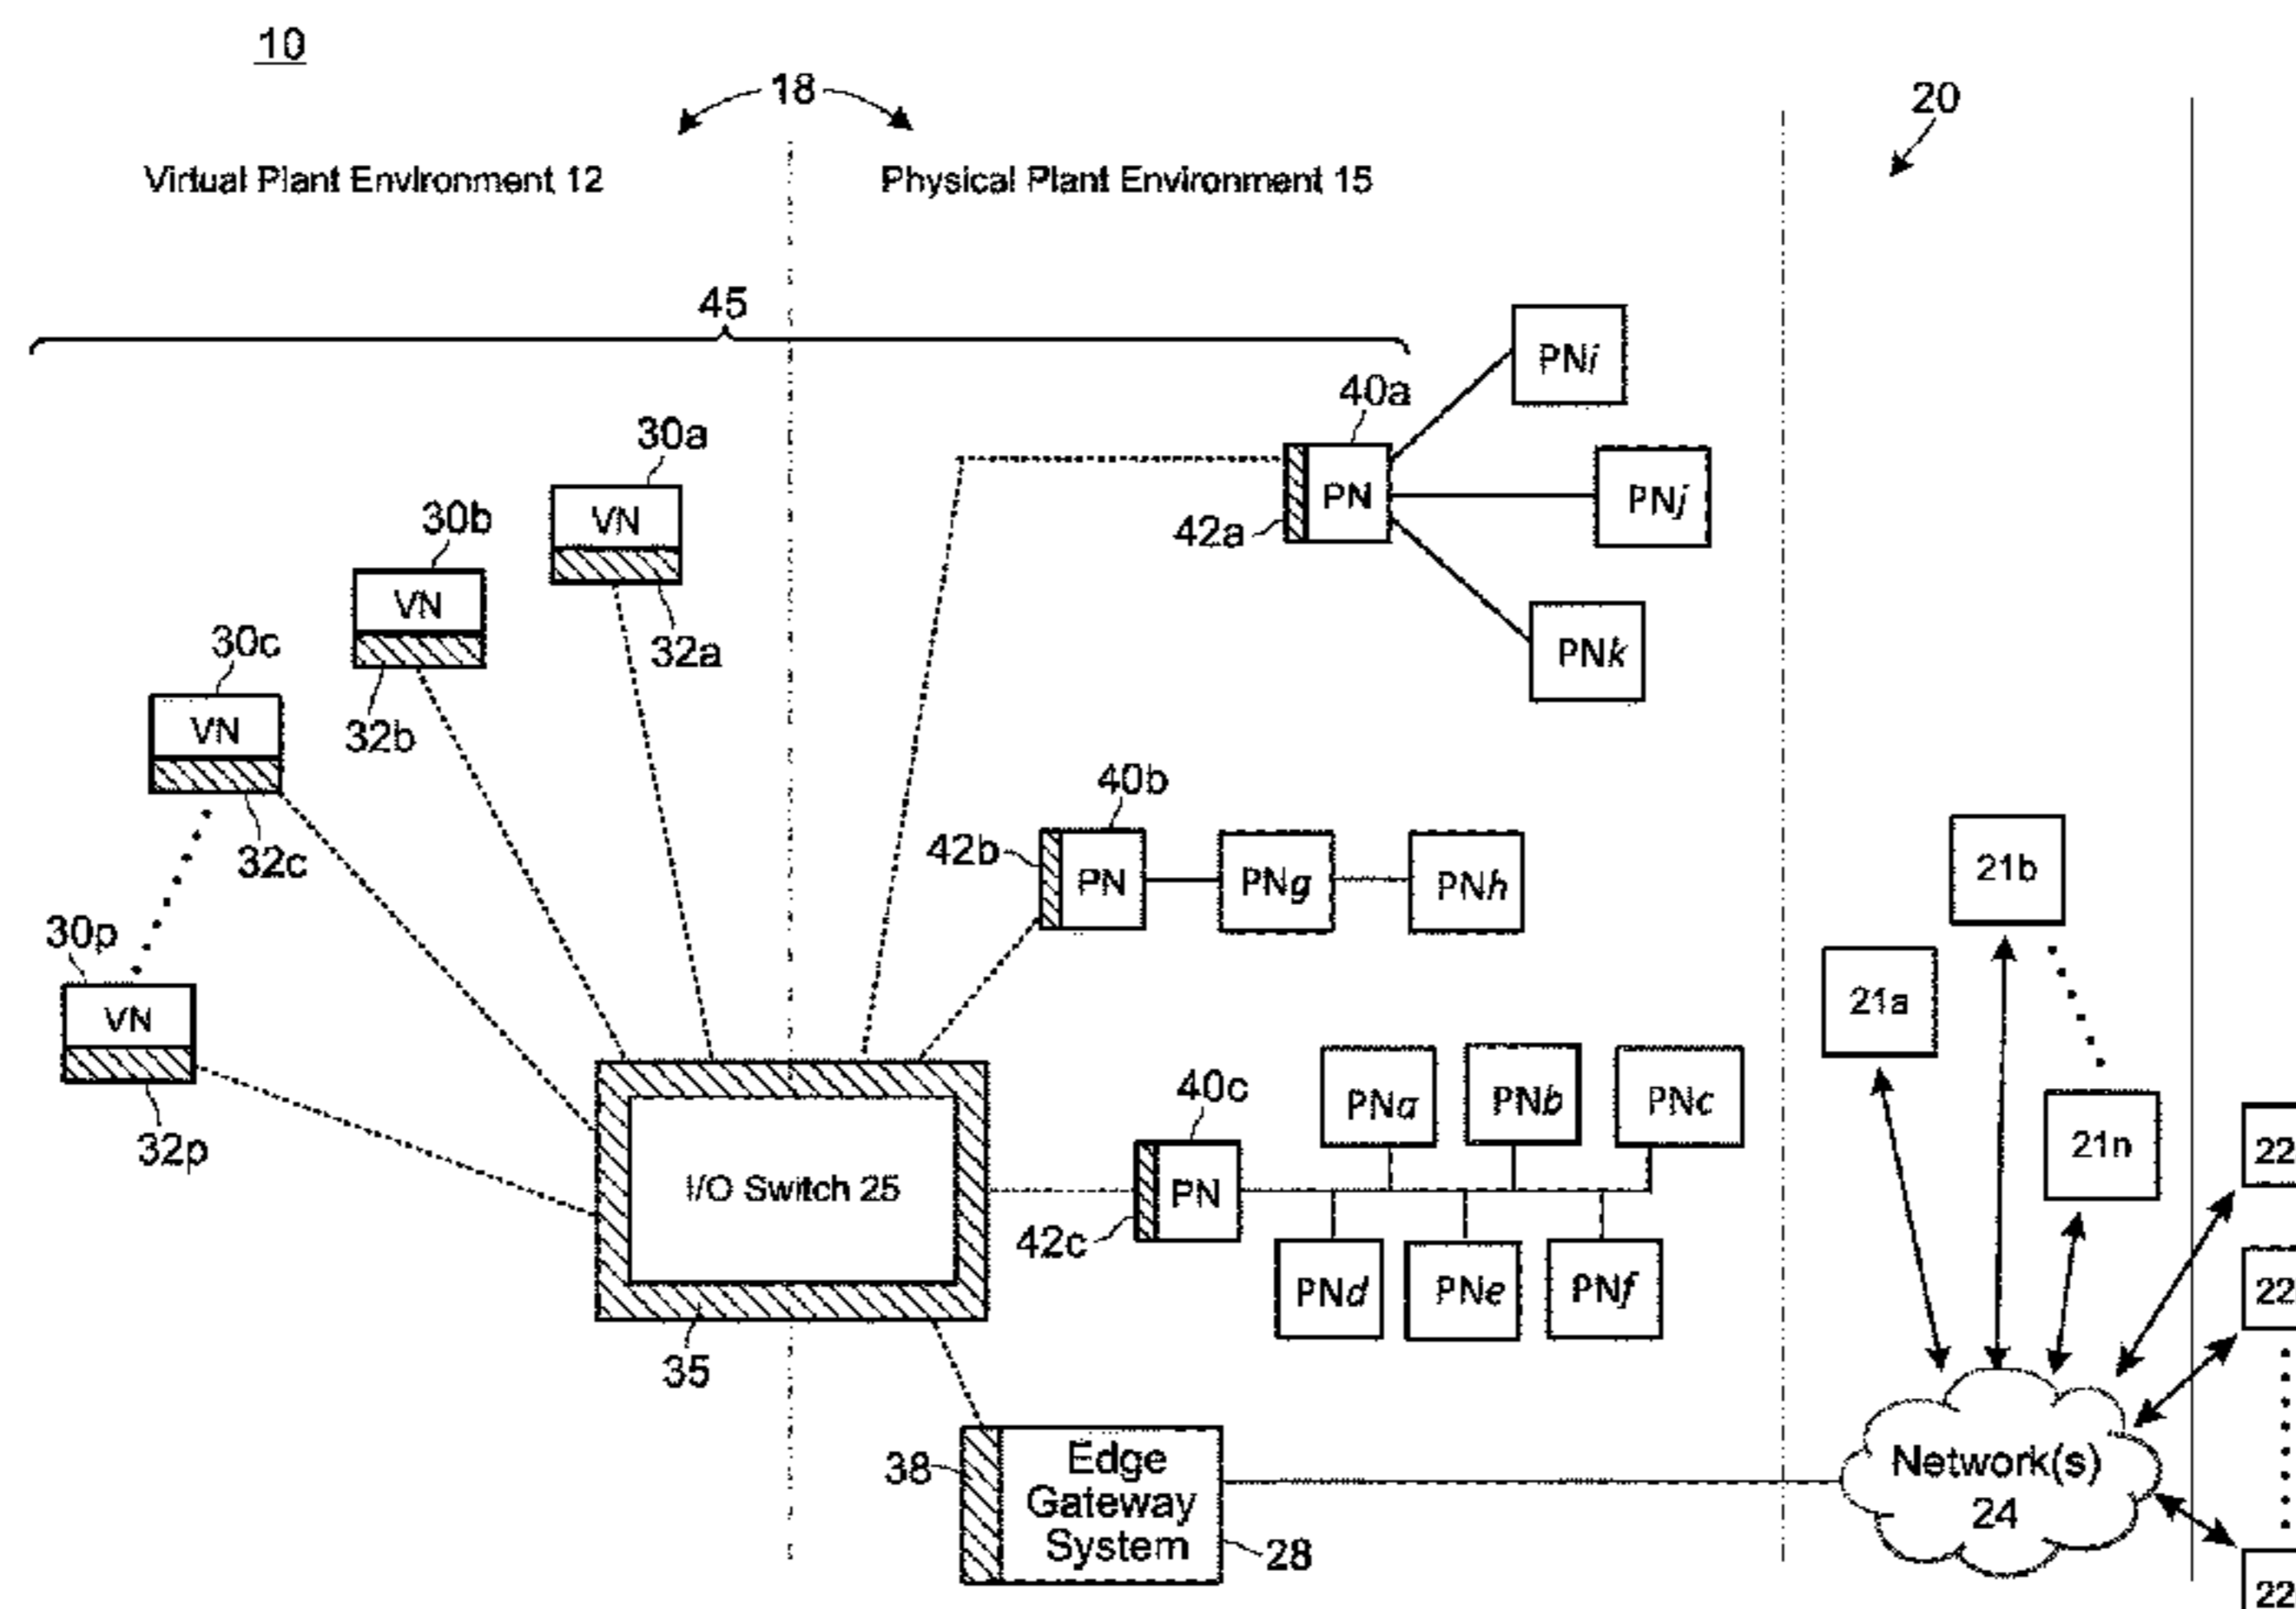 10
18
20
Virtual Plant Environment 12
Physical Plant Environment 15
45
PNi
40a
30a
PN
PNj
42a
VN
30b
VN
32a
PNk
30c
VN
32b
40b
32c
42b
PN
PNg
PNh
21b
30p
VN
21a
40c
PNa
PNb
PNc
32p
21n
22
I/O Switch 25
PN
42c
PNd
PNe
PNf
22
35
Edge
Gateway
System
38
28
Network(s)
24
22